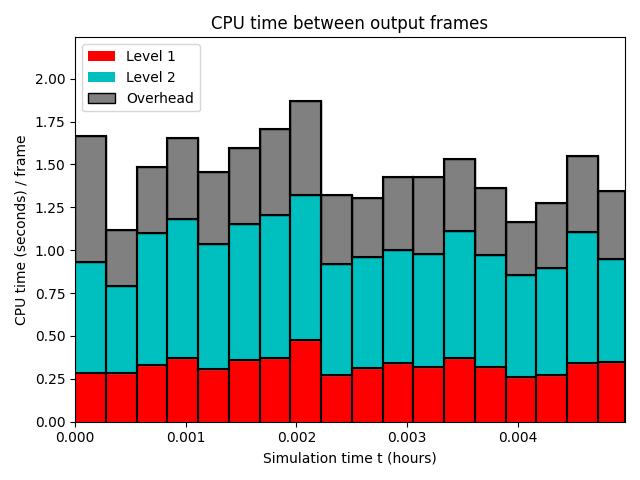 CPU time between output frames
Level 1
Level 2
Overhead
CPU time (seconds) / frame
2.00
1.75
1.50
1.25
1.00
0.75
0.50
0.25
0.00
0.000
0.001
0.002
0.003
0.004
Simulation time t (hours)